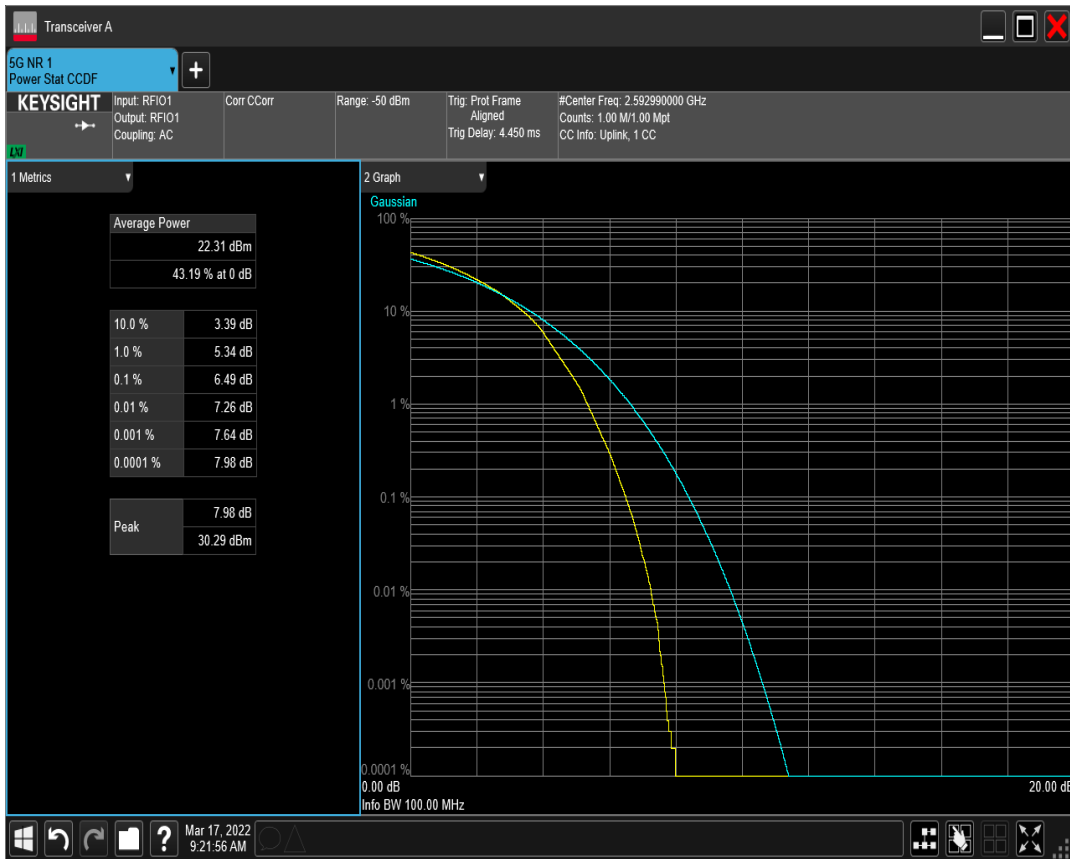 Transceiver A
5G NR 1
Power Stat CCDF
+
KEYSIGHT
LXI
Input: RFIO1
Output: RFIO1
Coupling: AC
Corr CCorr
Range: -50 dBm
Trig: Prot Frame
Aligned
Trig Delay: 4.450 ms
#Center Freq: 2.592990000 GHz
Counts: 1.00 M/1.00 Mpt
CC Info: Uplink, 1 CC
1 Metrics
Average Power
22.31 dBm
43.19 % at 0 dB
10.0 % 3.39 dB
1.0 % 5.34 dB
0.1 % 6.49 dB
0.01 % 7.26 dB
0.001 % 7.64 dB
0.0001 % 7.98 dB
Peak 7.98 dB
30.29 dBm
2 Graph
Gaussian
100 %
10 %
1 %
0.1 %
0.01 %
0.001 %
0.0001 %
0.00 dB 20.00 dB
Info BW 100.00 MHz
?
Mar 17, 2022
9:21:56 AM